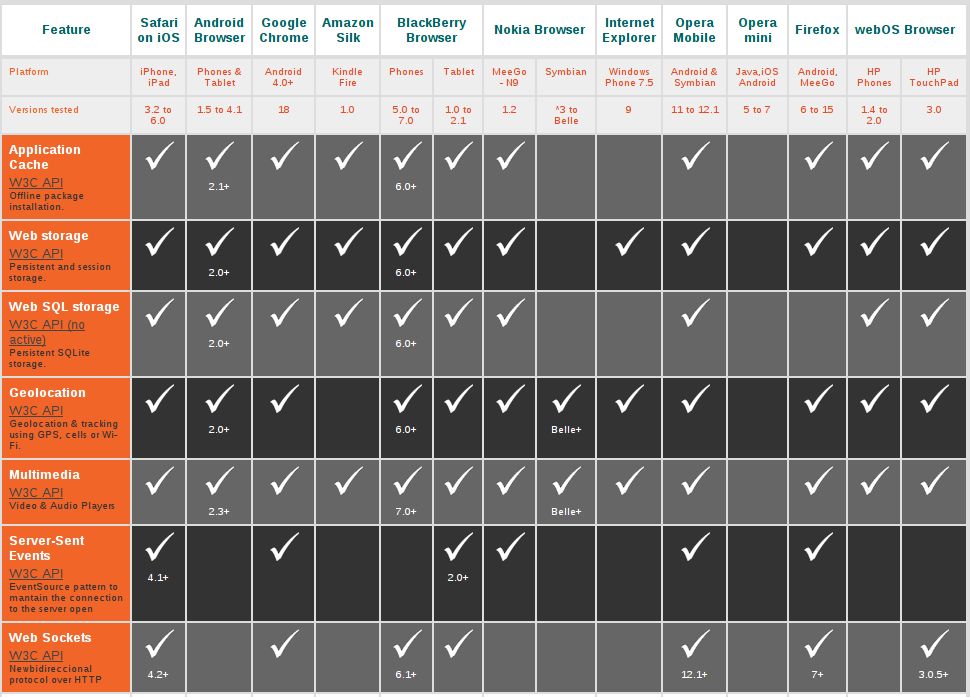 Feature
Safari on iOS
Android Browser
Google Chrome
Amazon Silk
BlackBerry Browser
Nokia Browser
Internet Explorer
Opera Mobile
Opera mini
Firefox
webOS Browser
Platform
iPhone, iPad
Phones & Tablet
Android 4.0+
Kindle Fire
Phones
Tablet
MeeGo - N9
Symbian
Windows Phone 7.5
Android & Symbian
Java,iOS Android
Android, MeeGo
HP Phones
HP TouchPad
Versions tested
3.2 to 6.0
1.5 to 4.1
18
1.0
5.0 to 7.0
1.0 to 2.1
1.2
^3 to Belle
9
11 to 12.1
5 to 7
6 to 15
1.4 to 2.0
3.0
Application
Cache
W3C API
Offline package
installation.
2.1+
6.0+
Web storage
W3C API
Persistent and session
storage.
2.0+
6.0+
Web SQL storage
W3C API (no
active)
Persistent SQLite
storage.
2.0+
6.0+
Geolocation
W3C API
Geolocation & tracking
using GPS, cells or Wi-
Fi.
2.0+
6.0+
Belle+
Multimedia
W3C API
Video & Audio Players
2.3+
7.0+
Belle+
Server-Sent
Events
W3C API
EventSource pattern to
mantain the connection
to the server open
4.1+
2.0+
Web Sockets
W3C API
Newbidireccional
protocol over HTTP
4.2+
6.1+
12.1+
7+
3.0.5+